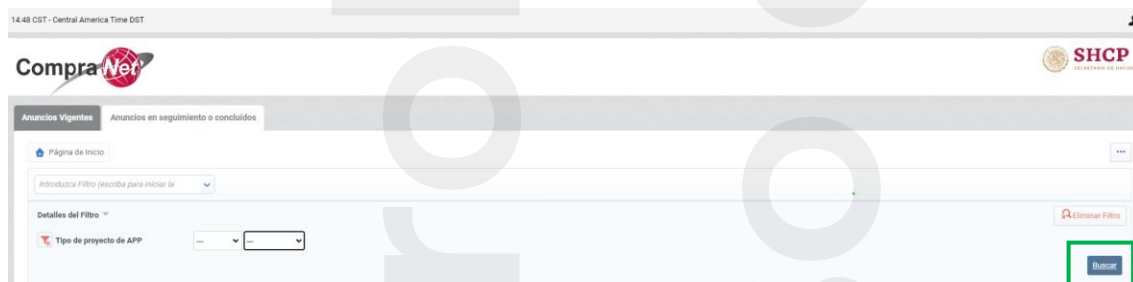 14:48 CST - Central America Time DST
CompraNet
SHCP
Anuncios Vigentes
Anuncios en seguimiento o concluidos
Página de Inicio
...
Introduzca Filtro (escriba para iniciar la
Detalles del Filtro
Eliminar Filtro
Tipo de proyecto de APP
---
---
Buscar